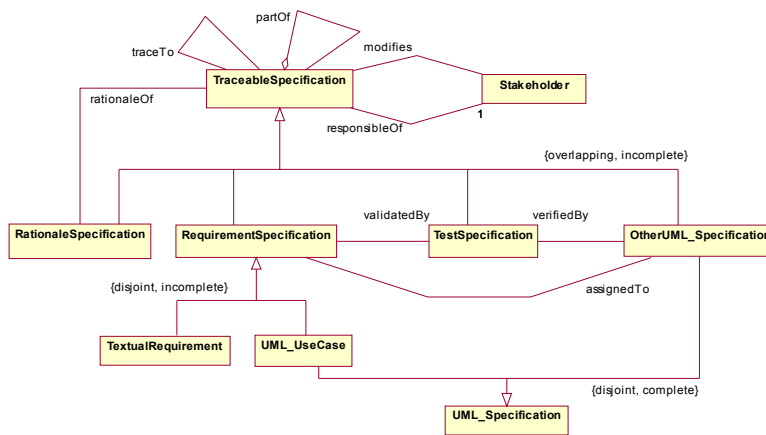 partOf
traceTo
modifies
TraceableSpecification
Stakeholder
rationaleOf
responsibleOf
1
{overlapping, incomplete}
RationaleSpecification
RequirementSpecification
validatedBy
TestSpecification
verifiedBy
OtherUML_Specification
{disjoint, incomplete}
assignedTo
TextualRequirement
UML_UseCase
{disjoint, complete}
UML_Specification